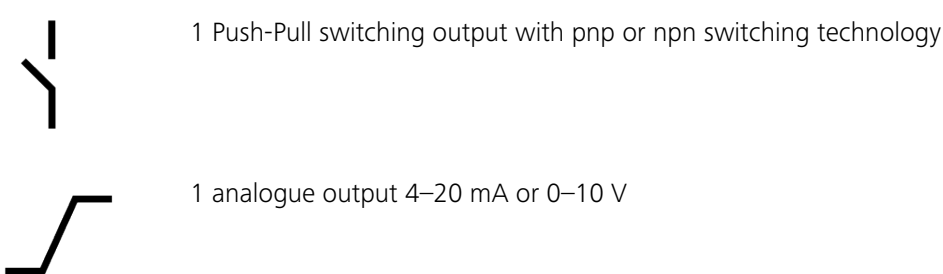 1 Push-Pull switching output with pnp or npn switching technology
1 analogue output 4–20 mA or 0–10 V